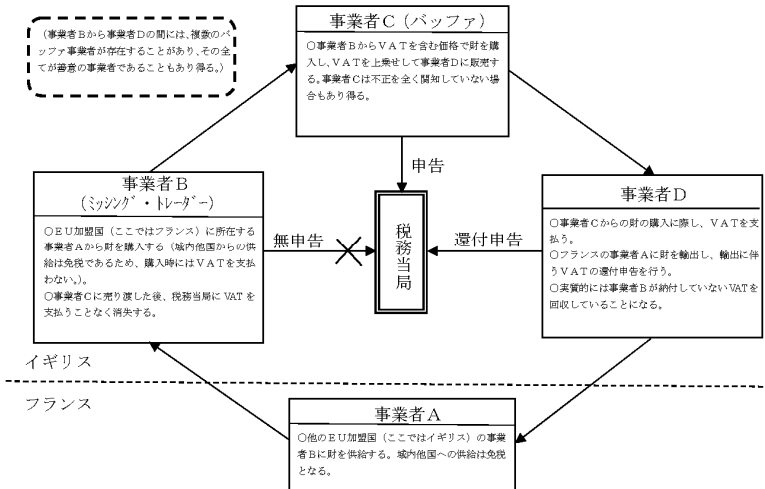 （事業者Bから事業者Dの間には、複数のバ
ッファ事業者が存在することがあり、その全
てが善意の事業者であることもあり得る。）
事業者C（バッファ）
○事業者BからVATを含む価格で財を購
入し、VATを上乗せして事業者Dに販売す
る。事業者Cは不正を全く関知していない場
合もあり得る。
申告
事業者B
（ミッシング・トレーダー）
○EU加盟国（ここではフランス）に所在する
事業者Aから財を購入する（域内他国からの供
給は免税であるため、購入時にはVATを支払
わない。）。
○事業者Cに売り渡した後、税務当局にVATを
支払うことなく消失する。
無申告
税務当局
還付申告
事業者D
○事業者Cからの財の購入に際し、VATを支
払う。
○フランスの事業者Aに財を輸出し、輸出に伴
うVATの還付申告を行う。
○実質的には事業者Bが納付していないVATを
回収していることになる。
イギリス
フランス
事業者A
○他のEU加盟国（ここではイギリス）の事業
者Bに財を供給する。域内他国への供給は免税
となる。